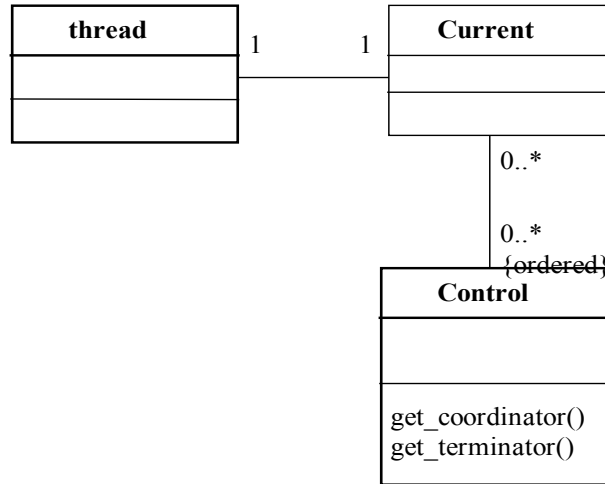 thread
1
1
Current
0..*
0..*
{ordered}
Control
get_coordinator()
get_terminator()